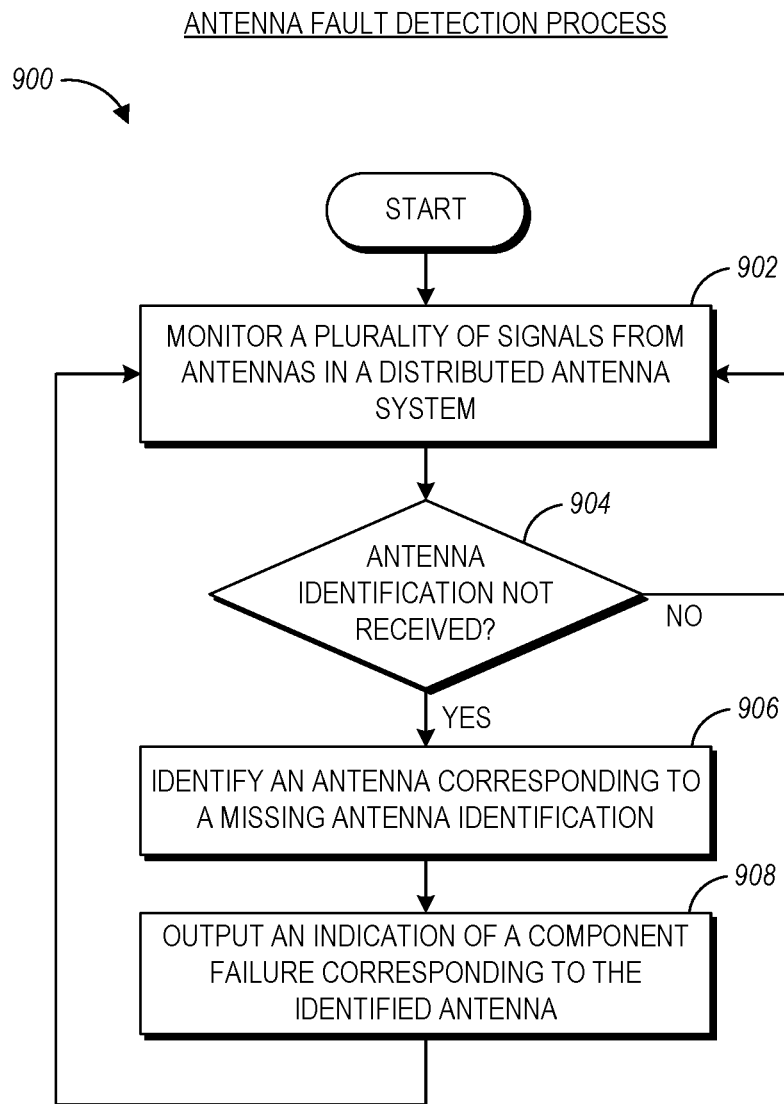 ANTENNA FAULT DETECTION PROCESS
900
START
902
MONITOR A PLURALITY OF SIGNALS FROM
ANTENNAS IN A DISTRIBUTED ANTENNA
SYSTEM
904
ANTENNA
IDENTIFICATION NOT
RECEIVED?
NO
YES
906
IDENTIFY AN ANTENNA CORRESPONDING TO
A MISSING ANTENNA IDENTIFICATION
908
OUTPUT AN INDICATION OF A COMPONENT
FAILURE CORRESPONDING TO THE
IDENTIFIED ANTENNA